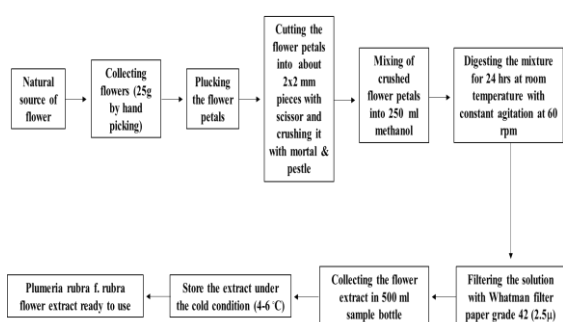 Natural
source of
flower
Collecting
flowers (25g
by hand
picking)
Plucking
the flower
petals
Cutting the
flower petals
into about
2x2 mm
pieces with
scissor and
crushing it
with mortal &
pestle
Mixing of
crushed
flower petals
into 250 ml
methanol
Digesting the mixture
for 24 hrs at room
temperature with
constant agitation at 60
rpm
Filtering the solution
with Whatman filter
paper grade 42 (2.5μ)
Collecting the flower
extract in 500 ml
sample bottle
Store the extract under
the cold condition (4-6 °C)
Plumeria rubra f. rubra
flower extract ready to use